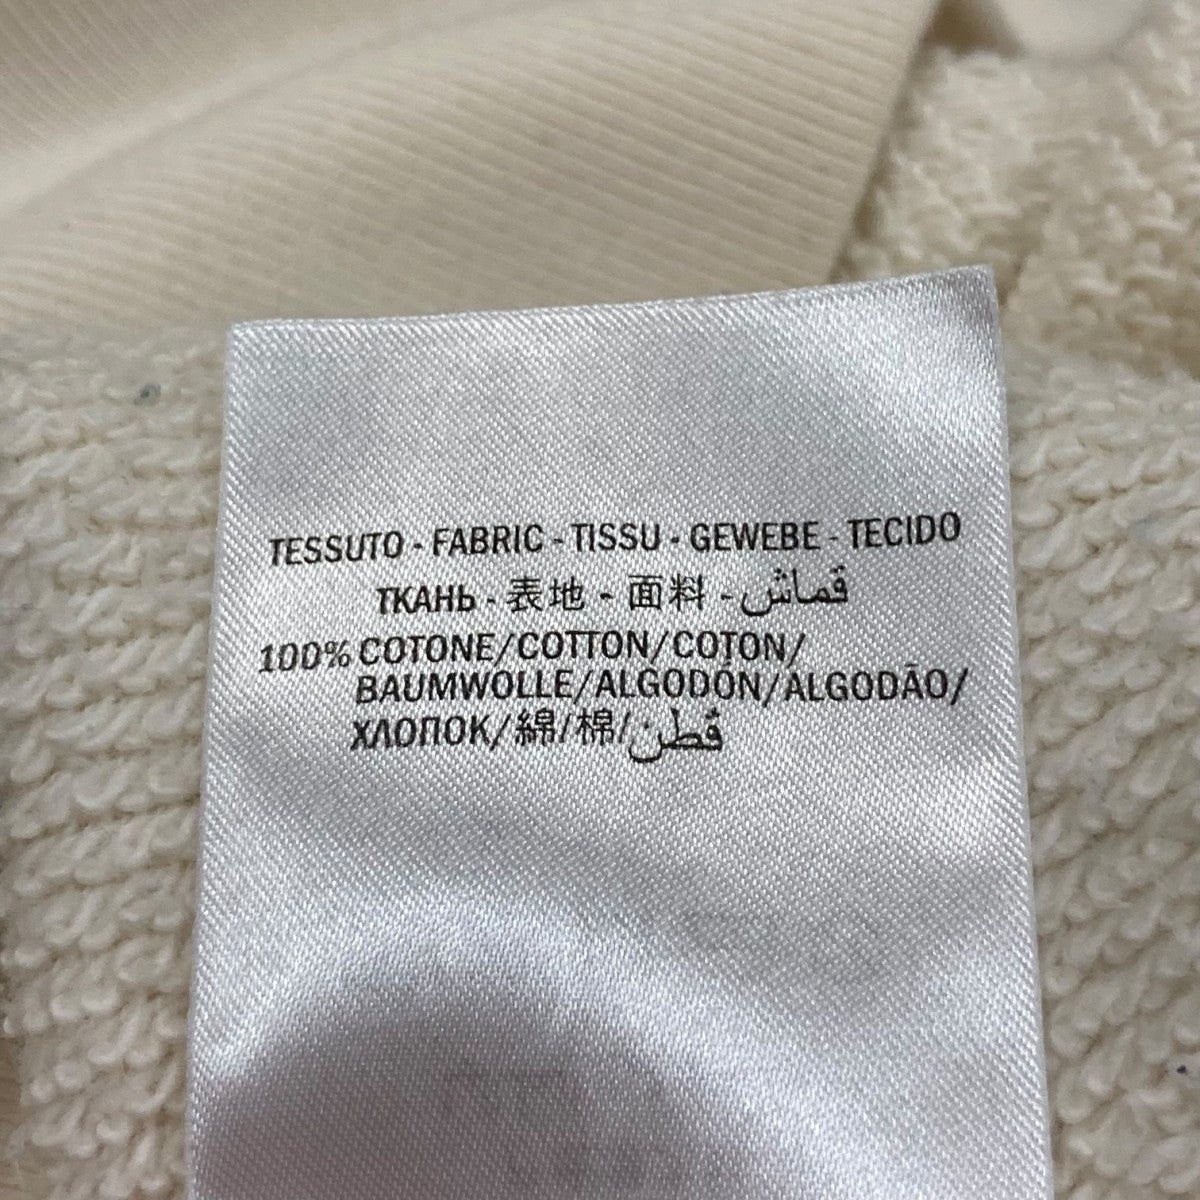 TESSUTO - FABRIC - TISSU - GEWEBE - TECIDO
ТКАНЬ - 表地 - 面料 - قماش
100% COTONE/COTTON/COTON/
BAUMWOLLE/ALGODÓN/ALGODÃO/
ХЛОПОК/綿/棉/قطن